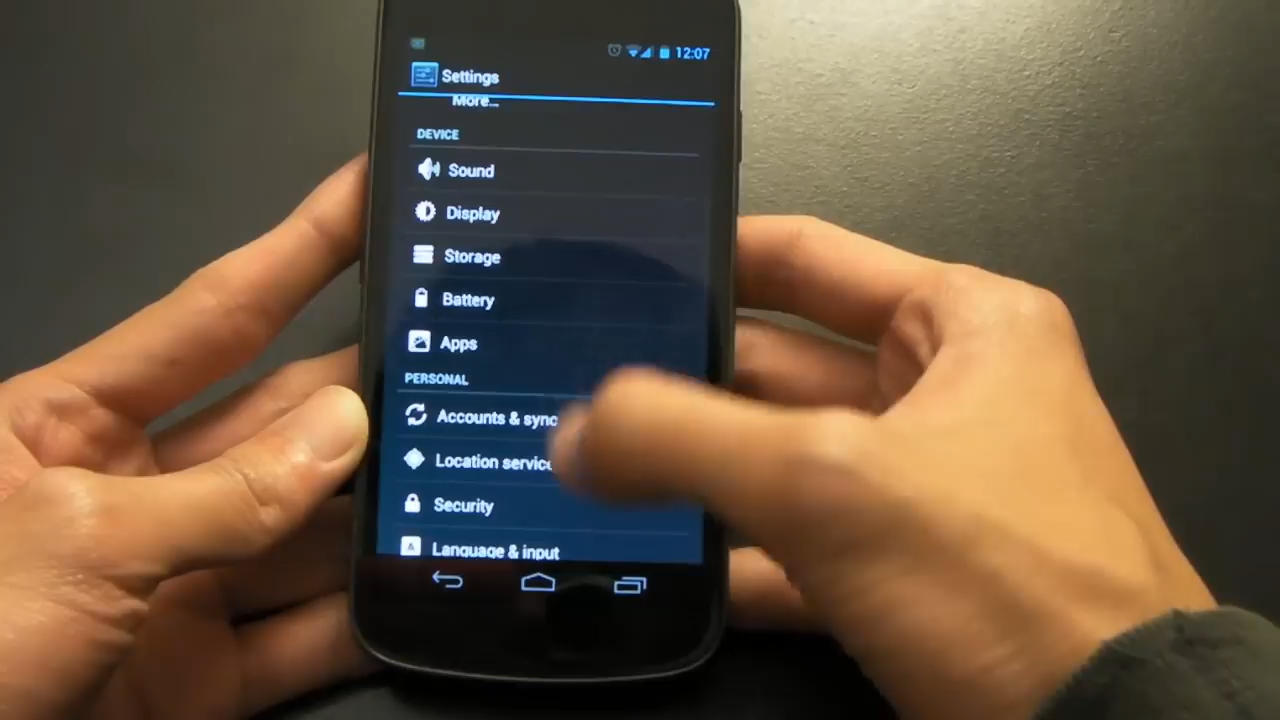 12:07
Settings
More...
DEVICE
Sound
Display
Storage
Battery
Apps
PERSONAL
Accounts & sync
Location service
Security
A
Language & input